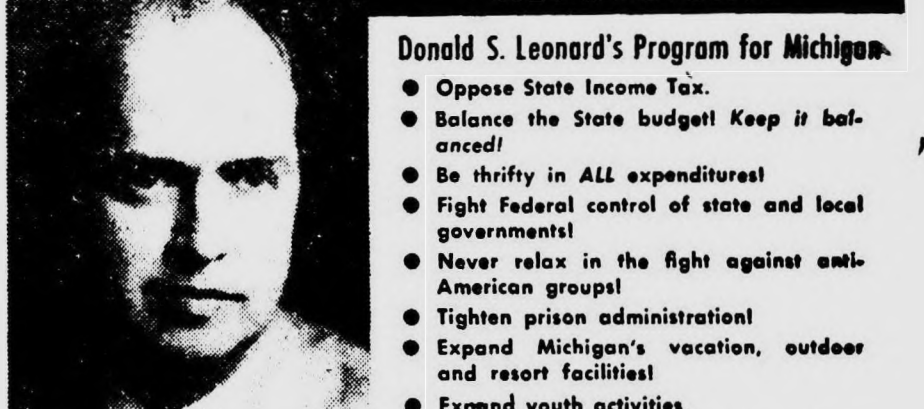 Donald S. Leonard's Program for Michigan
● Oppose State Income Tax.
● Balance the State budget! Keep it bal-
anced!
● Be thrifty in ALL expenditures!
● Fight Federal control of state and local
governments!
● Never relax in the fight against anti-
American groups!
● Tighten prison administration!
● Expand Michigan's vacation, outdoor
and resort facilities!
● Expand youth activities